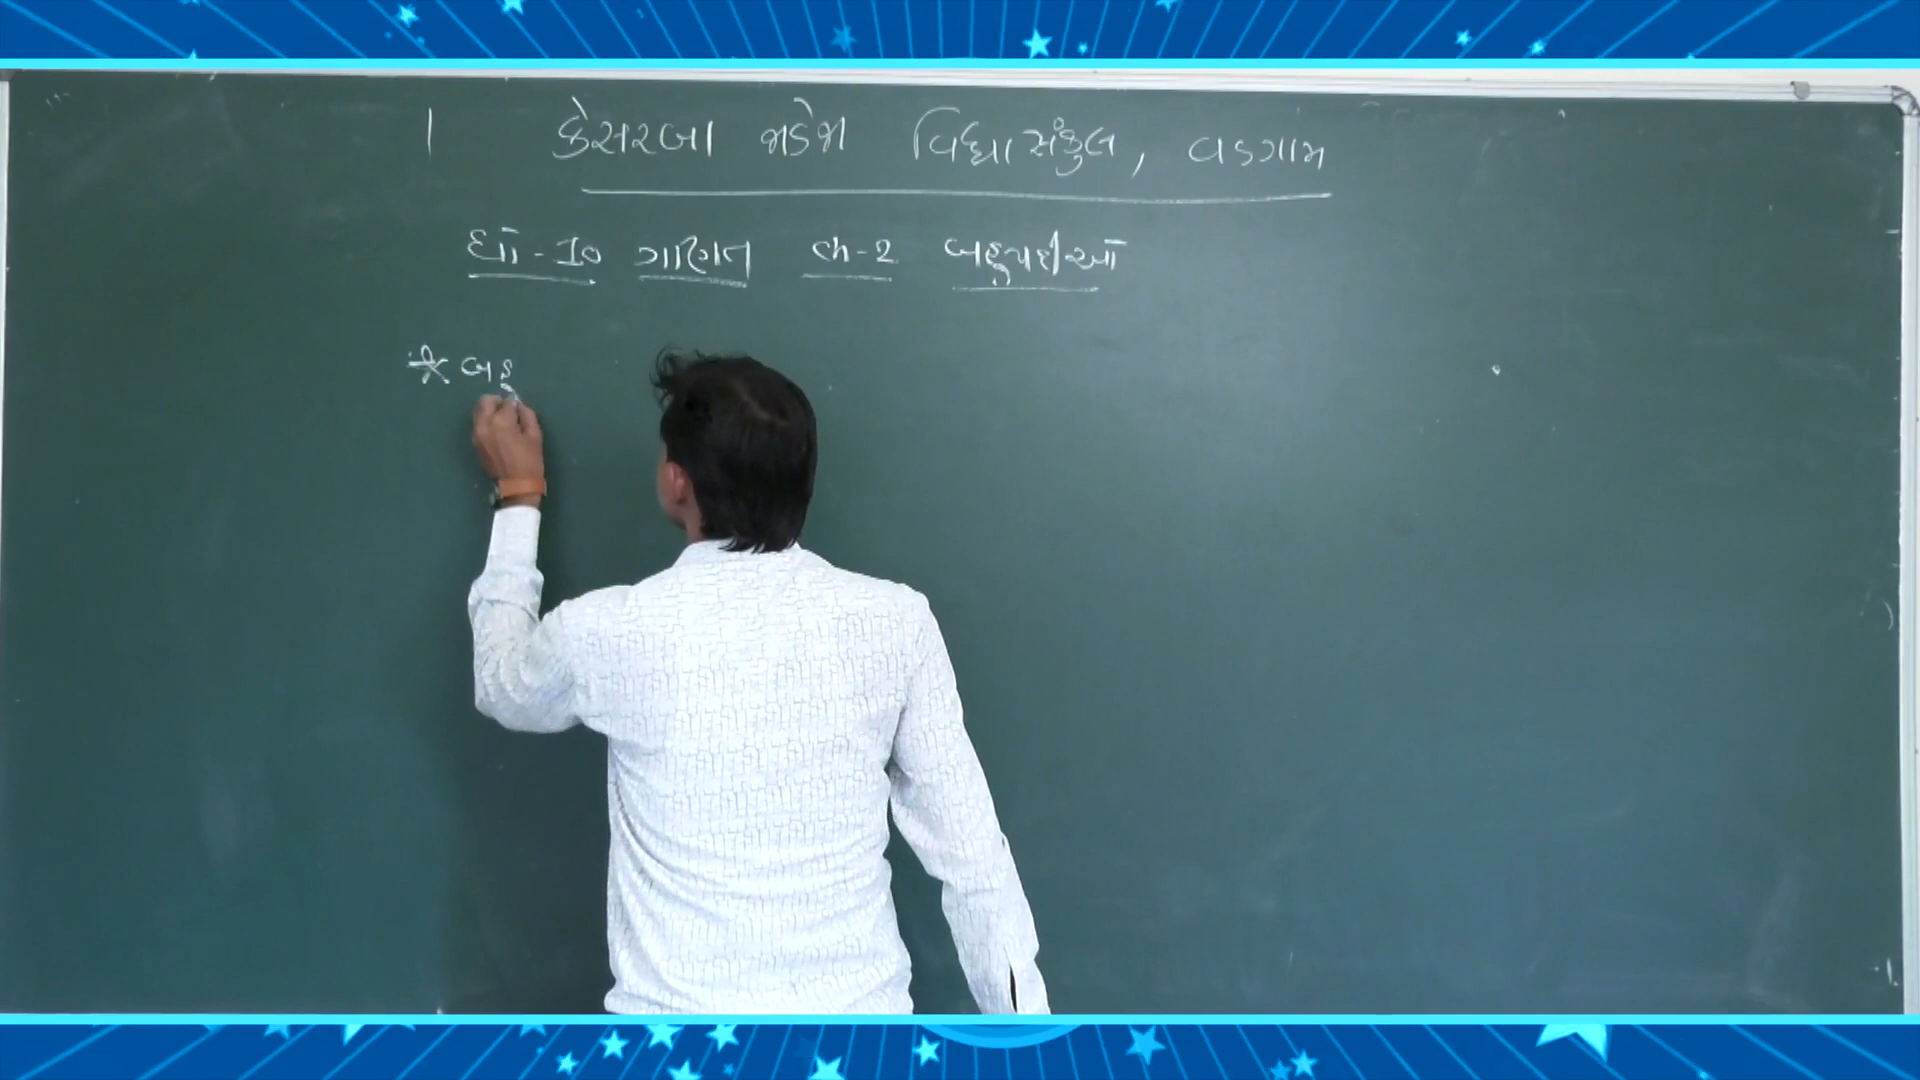 કેસરબા જાડેજા વિદ્યાસંકુલ, વડગામ
ધો-10 ગણિત ch-2 બહુપદીઓ
* બહુ